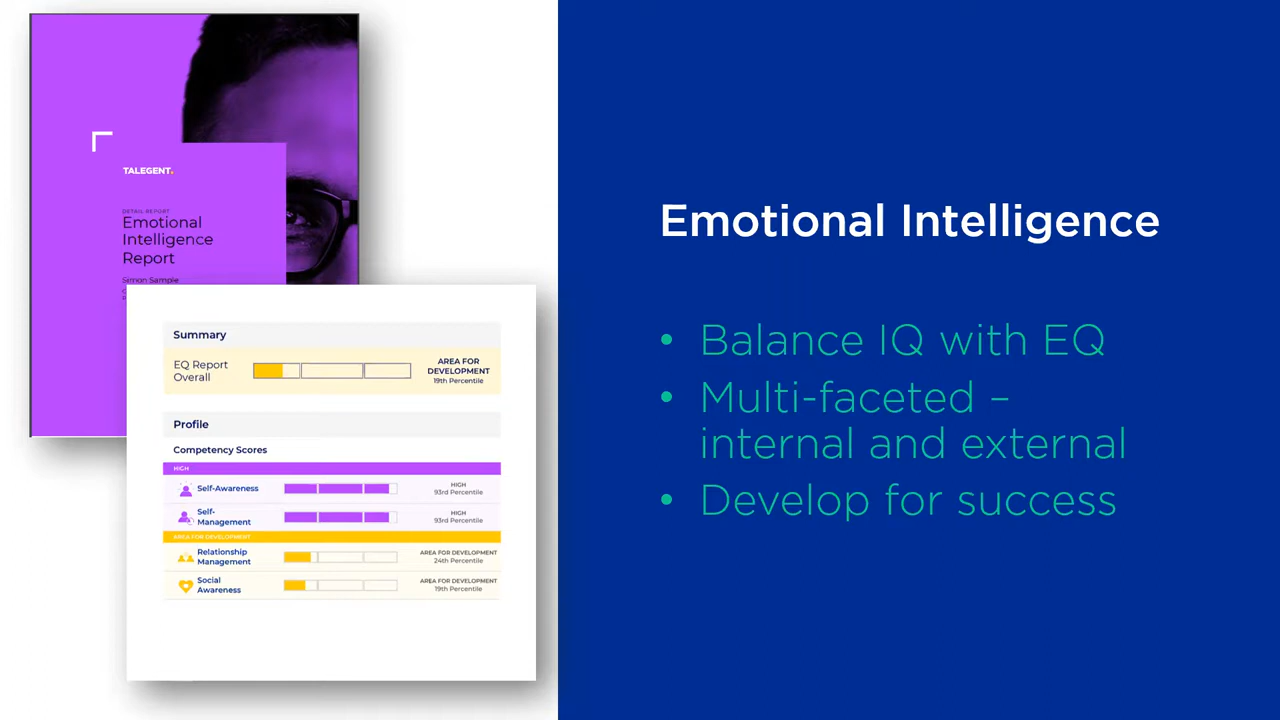 TALEGENT.
DETAIL REPORT
Emotional
Intelligence
Report
Simon Sample
Summary
EQ Report
Overall
AREA FOR
DEVELOPMENT
19th Percentile
Profile
Competency Scores
HIGH
Self-Awareness
HIGH
93rd Percentile
Self-
Management
HIGH
93rd Percentile
AREA FOR DEVELOPMENT
Relationship
Management
AREA FOR DEVELOPMENT
24th Percentile
Social
Awareness
AREA FOR DEVELOPMENT
19th Percentile
Emotional Intelligence
• Balance IQ with EQ
• Multi-faceted –
internal and external
• Develop for success